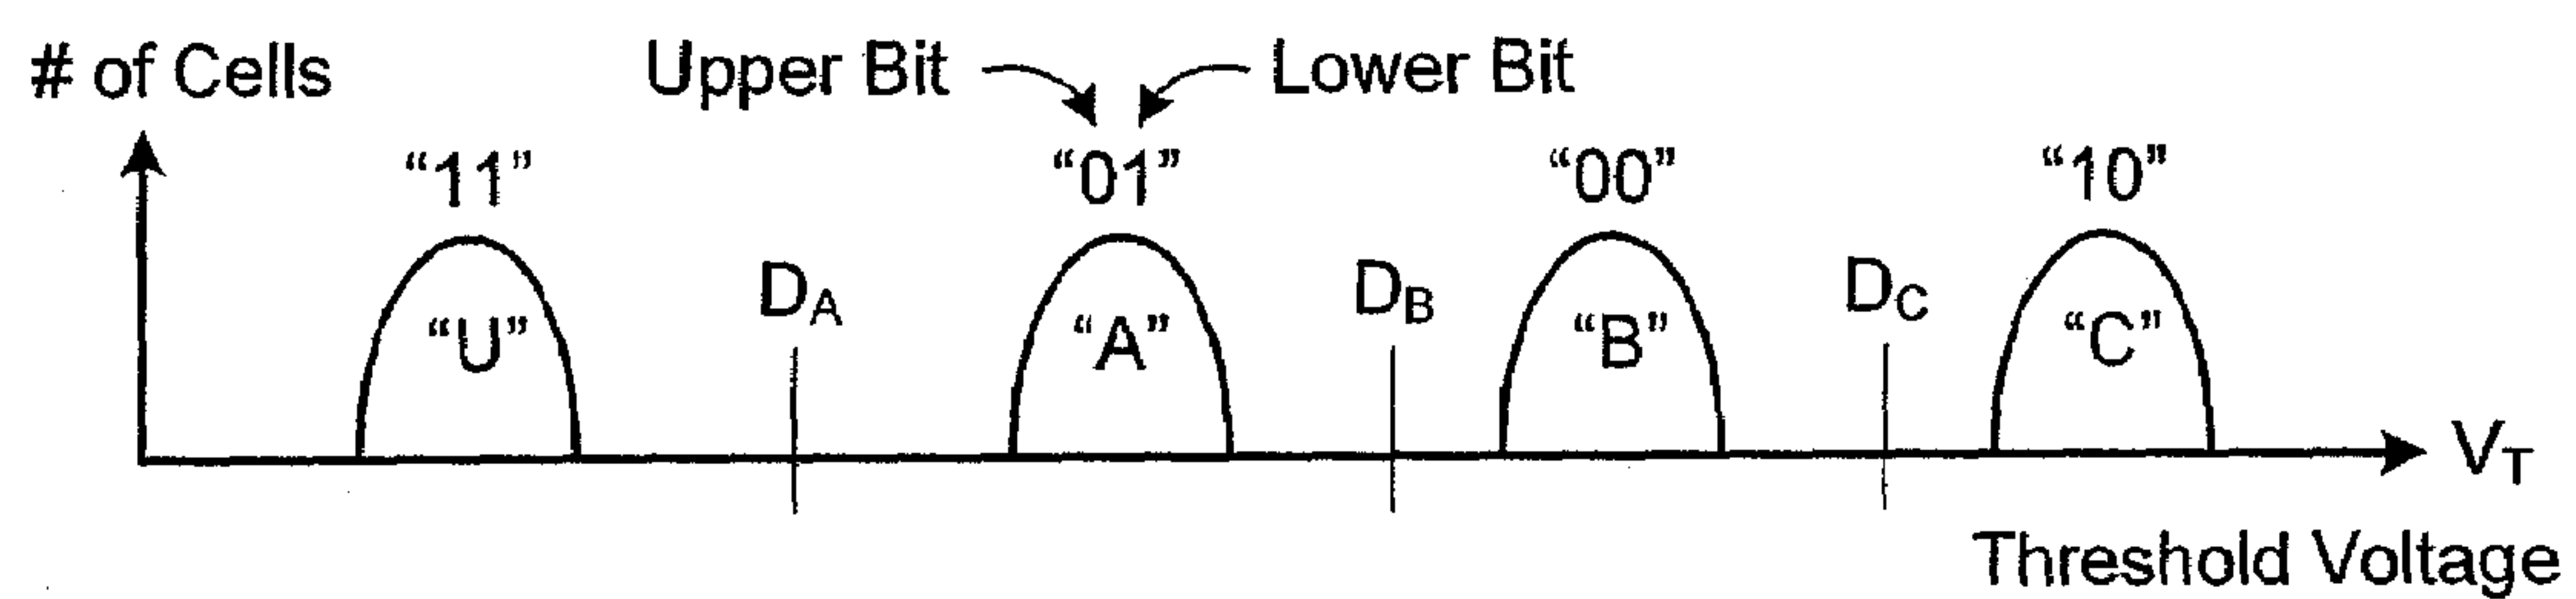 # of Cells Upper Bit Lower Bit
“11” “01” “00” “10”
“U” DA “A” DB “B” DC “C”
VT
Threshold Voltage